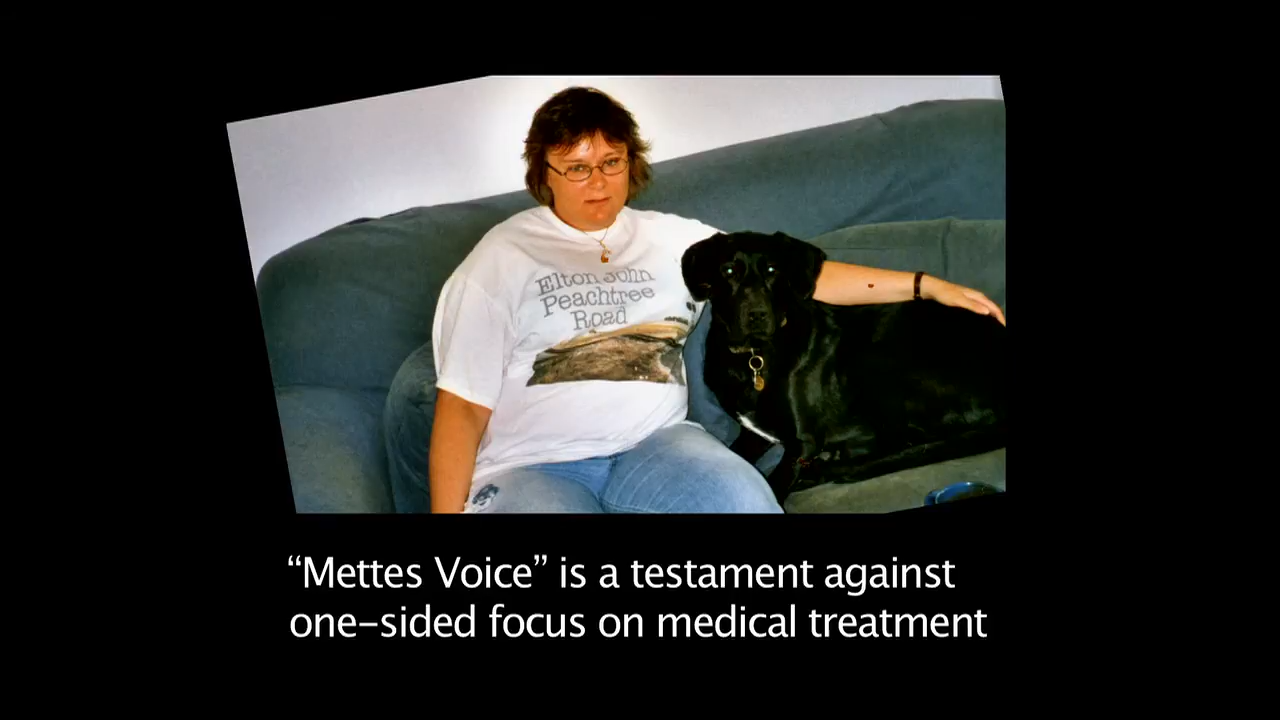 Elton John
Peachtree
Road
“Mettes Voice” is a testament against
one-sided focus on medical treatment